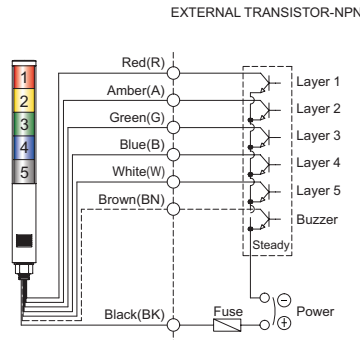 EXTERNAL TRANSISTOR-NPN
Red(R)
Layer 1
Amber(A)
Layer 2
Green(G)
Layer 3
Blue(B)
Layer 4
White(W)
Layer 5
Brown(BN)
Buzzer
Steady
1
2
3
4
5
Black(BK)
Fuse
Power